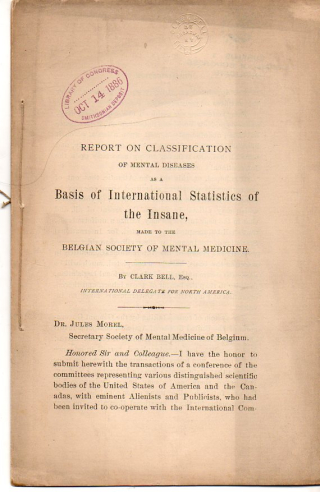 LIBRARY OF CONGRESS
OCT 14 1886
SMITHSONIAN DEPOSIT
REPORT ON CLASSIFICATION
OF MENTAL DISEASES
AS A
Basis of International Statistics of
the Insane,
MADE TO THE
BELGIAN SOCIETY OF MENTAL MEDICINE.
BY CLARK BELL, Esq.,
INTERNATIONAL DELEGATE FOR NORTH AMERICA.
DR. JULES MOREL,
Secretary Society of Mental Medicine of Belgium.
Honored Sir and Colleague.—I have the honor to
submit herewith the transactions of a conference of the
committees representing various distinguished scientific
bodies of the United States of America and the Can-
adas, with eminent Alienists and Publicists, who had
been invited to co-operate with the International Com-